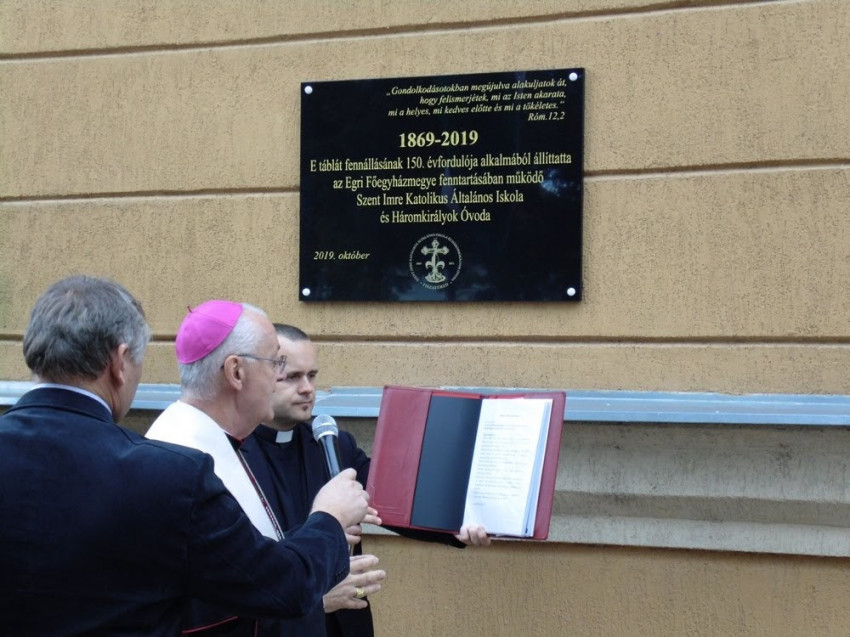 „Gondolkodásotokban megújulva alakuljatok át,
hogy felismerjétek, mi az Isten akarata,
mi a helyes, mi kedves előtte és mi a tökéletes.”
Róm.12,2
1869-2019
E táblát fennállásának 150. évfordulója alkalmából állíttatta
az Egri Főegyházmegye fenntartásában működő
Szent Imre Katolikus Általános Iskola
és Háromkirályok Óvoda
2019. október